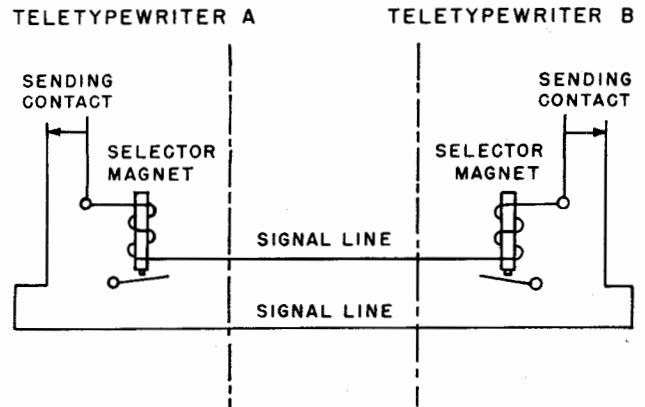 TELETYPEWRITER A
TELETYPEWRITER B
SENDING
CONTACT
SENDING
CONTACT
SELECTOR
MAGNET
SELECTOR
MAGNET
SIGNAL LINE
SIGNAL LINE